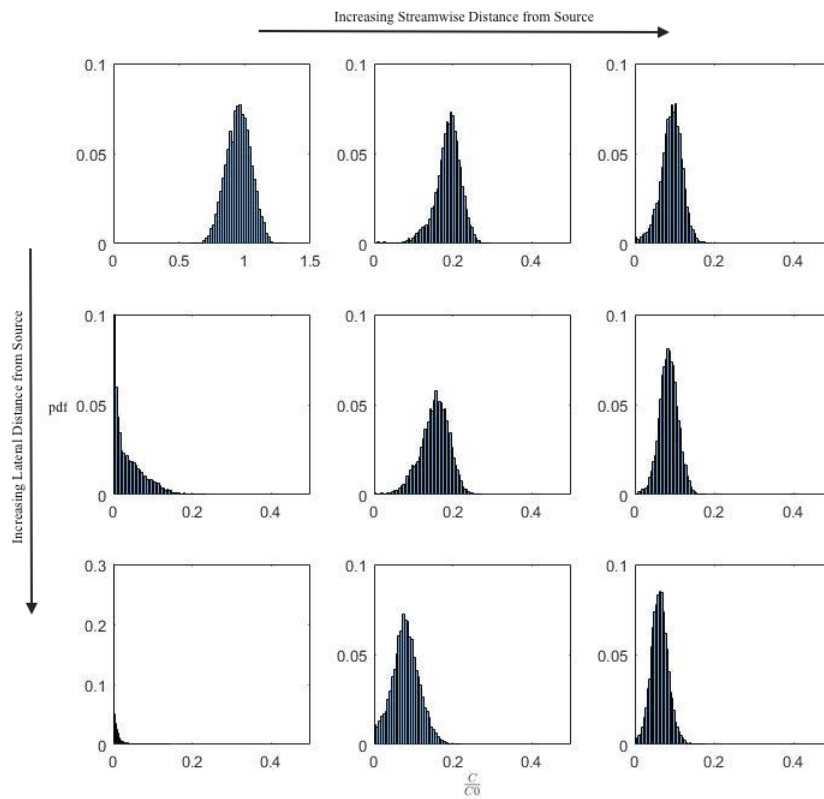 Increasing Streamwise Distance from Source
0.1 0.1 0.1
0.05 0.05 0.05
0 0 0
0 0.5 1 1.5 0 0.2 0.4 0 0.2 0.4
Increasing Lateral Distance from Source
0.1 0.1 0.1
pdf 0.05 0.05 0.05
0 0 0
0 0.2 0.4 0 0.2 0.4 0 0.2 0.4
0.3 0.1 0.1
0.2
0.05 0.05
0.1
0 0 0
0 0.2 0.4 0 0.2 0.4 0 0.2 0.4
C
C0